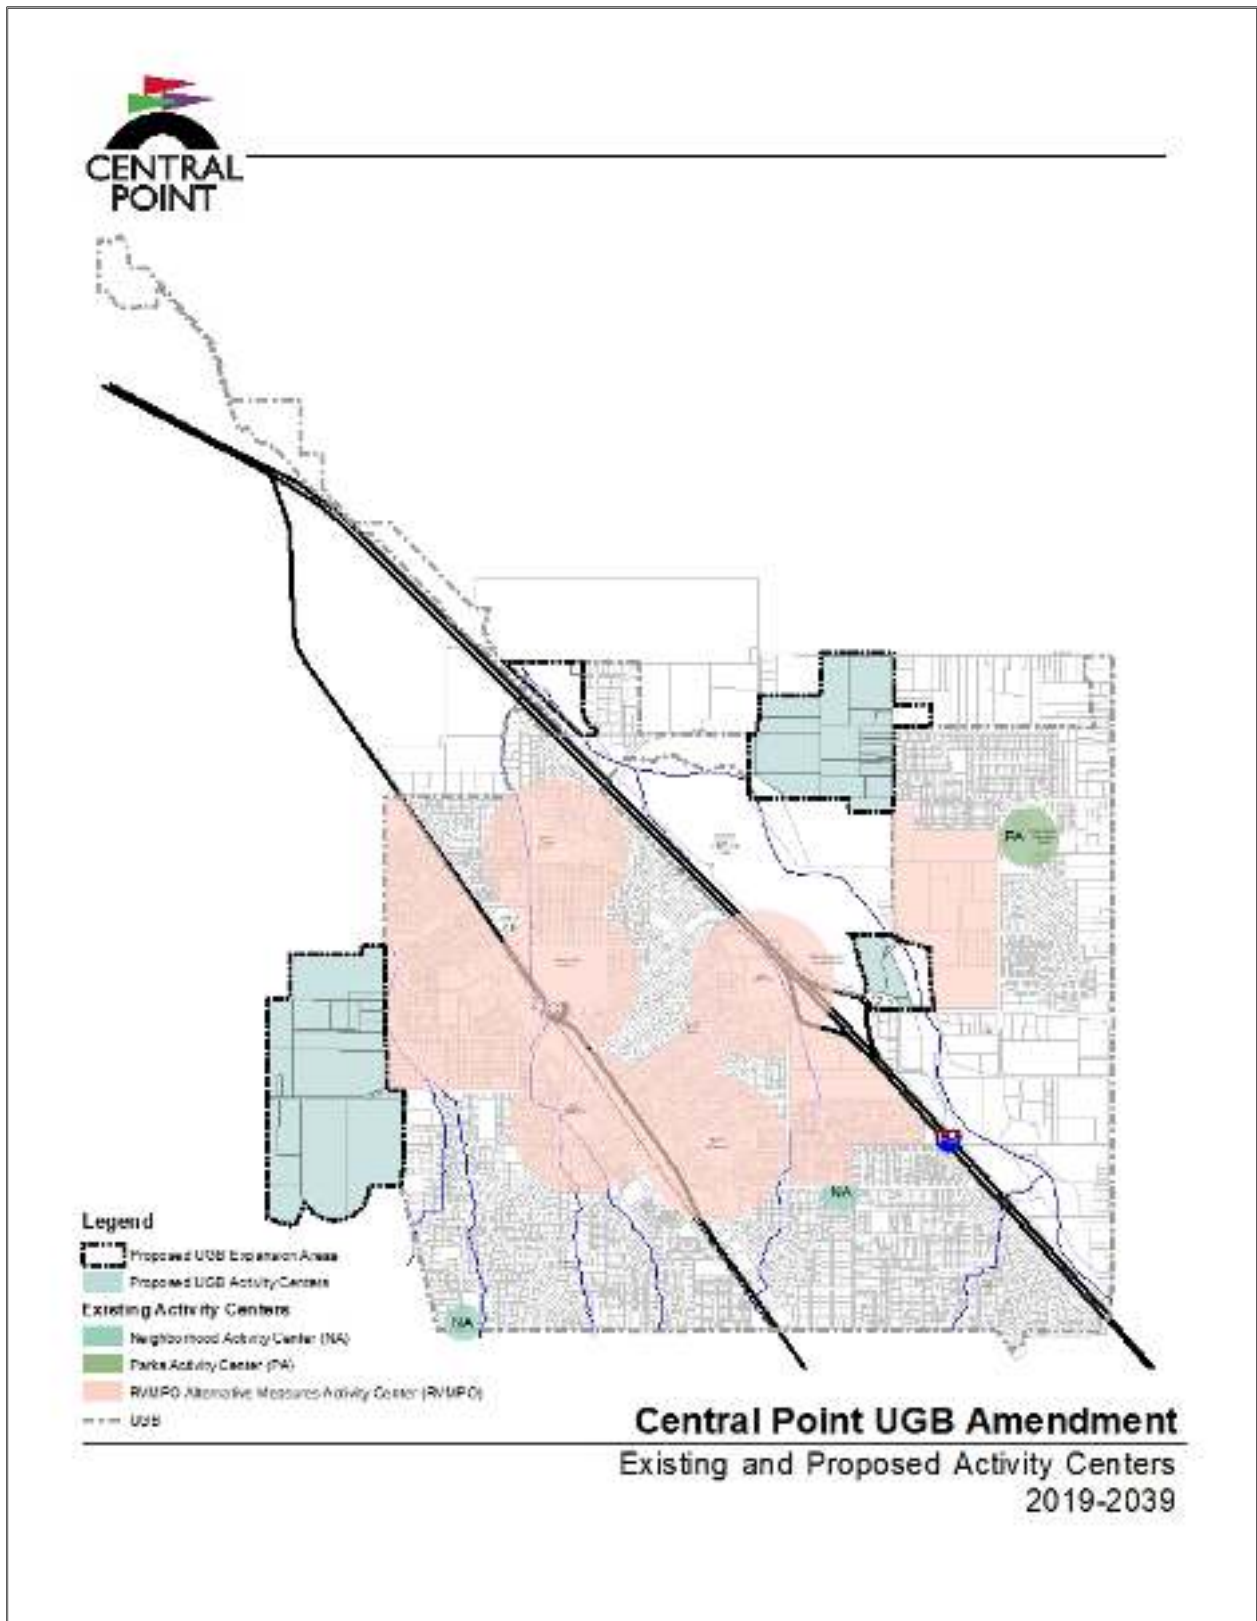 CENTRAL
POINT
PA
NA
NA
Legend
Proposed UGB Expansion Areas
Proposed UGB Activity Centers
Existing Activity Centers
Neighborhood Activity Center (NA)
Parks Activity Center (PA)
RVMPO Alternative Measures Activity Center (RVMPO)
UGB
Central Point UGB Amendment
Existing and Proposed Activity Centers
2019-2039